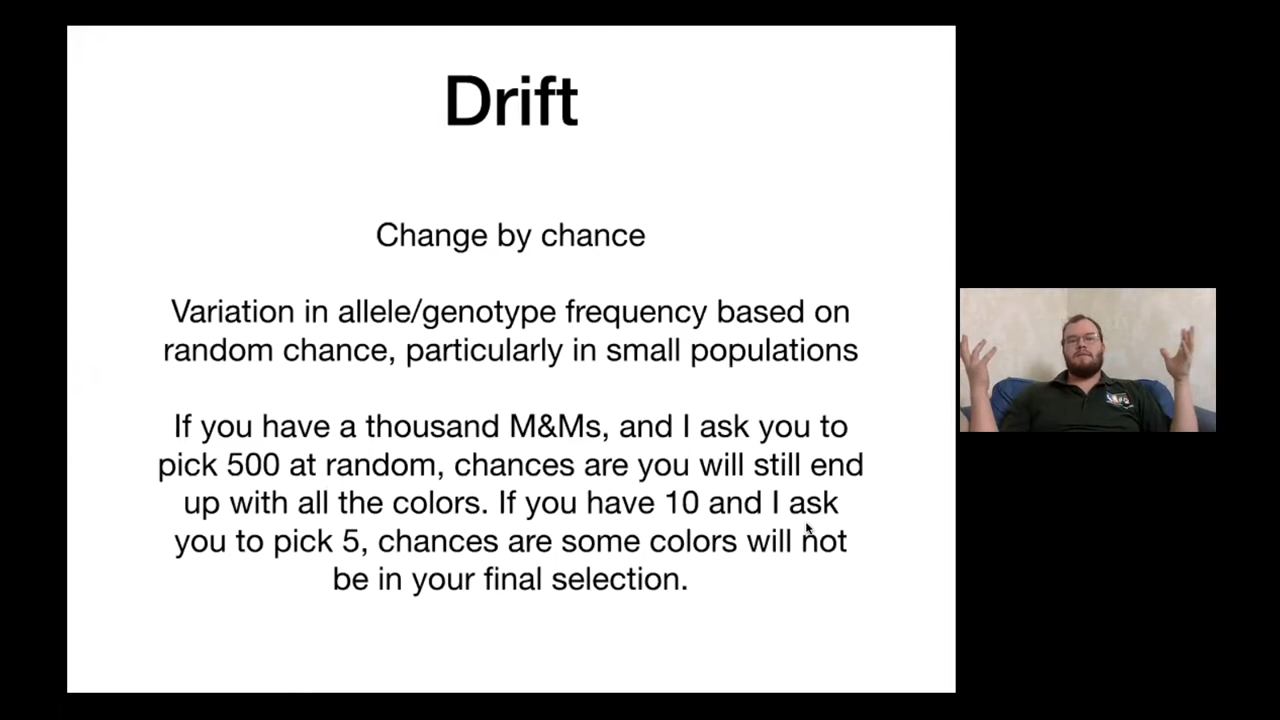 Drift
Change by chance
Variation in allele/genotype frequency based on
random chance, particularly in small populations
If you have a thousand M&Ms, and I ask you to
pick 500 at random, chances are you will still end
up with all the colors. If you have 10 and I ask
you to pick 5, chances are some colors will not
be in your final selection.